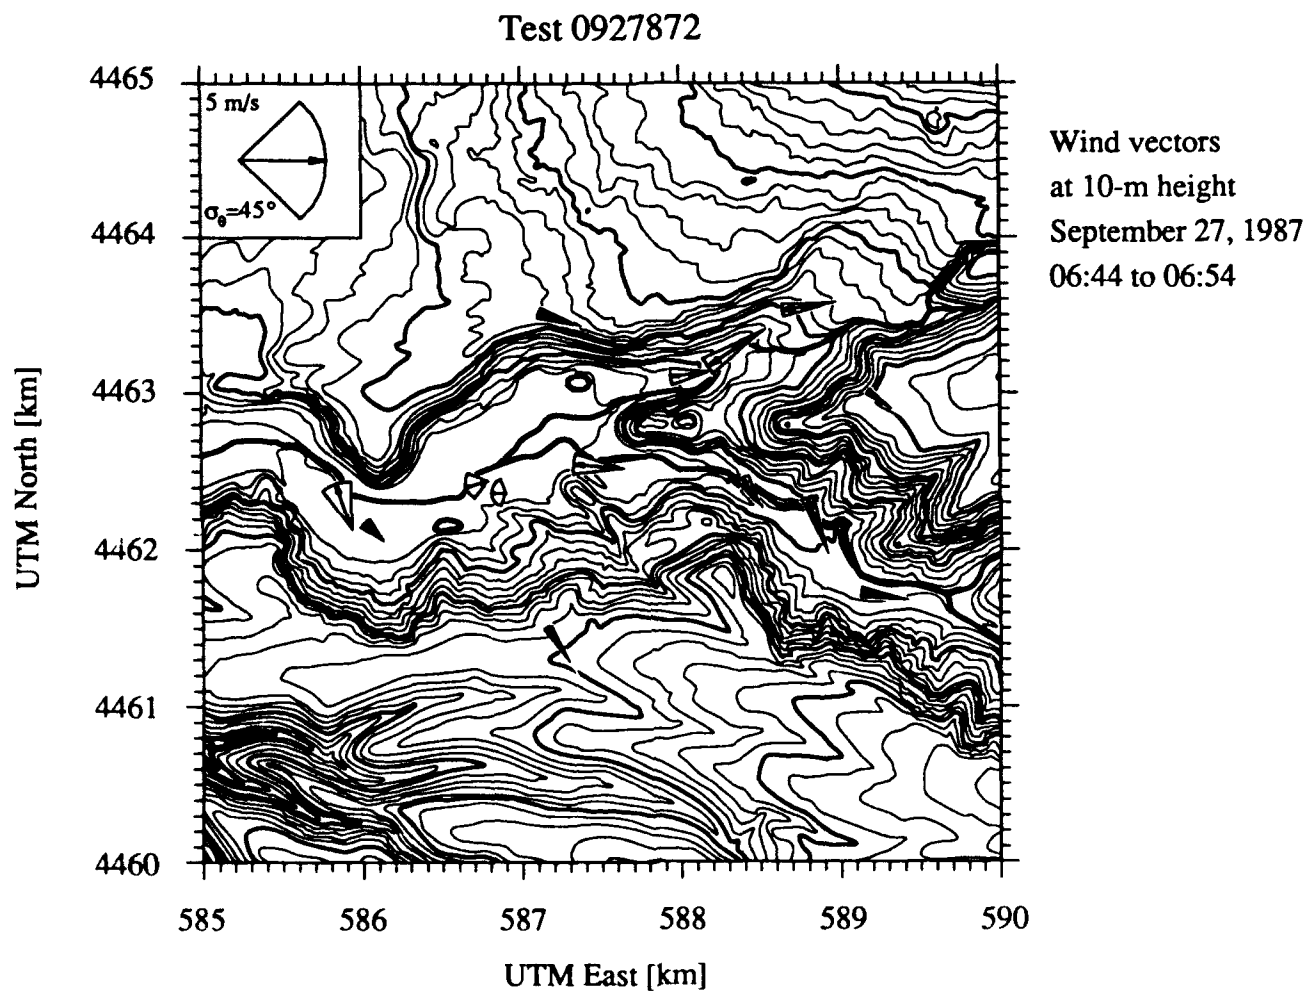 Test 0927872
4465
4464
4463
4462
4461
4460
UTM North [km]
5 m/s
σθ=45°
Wind vectors
at 10-m height
September 27, 1987
06:44 to 06:54
585 586 587 588 589 590
UTM East [km]